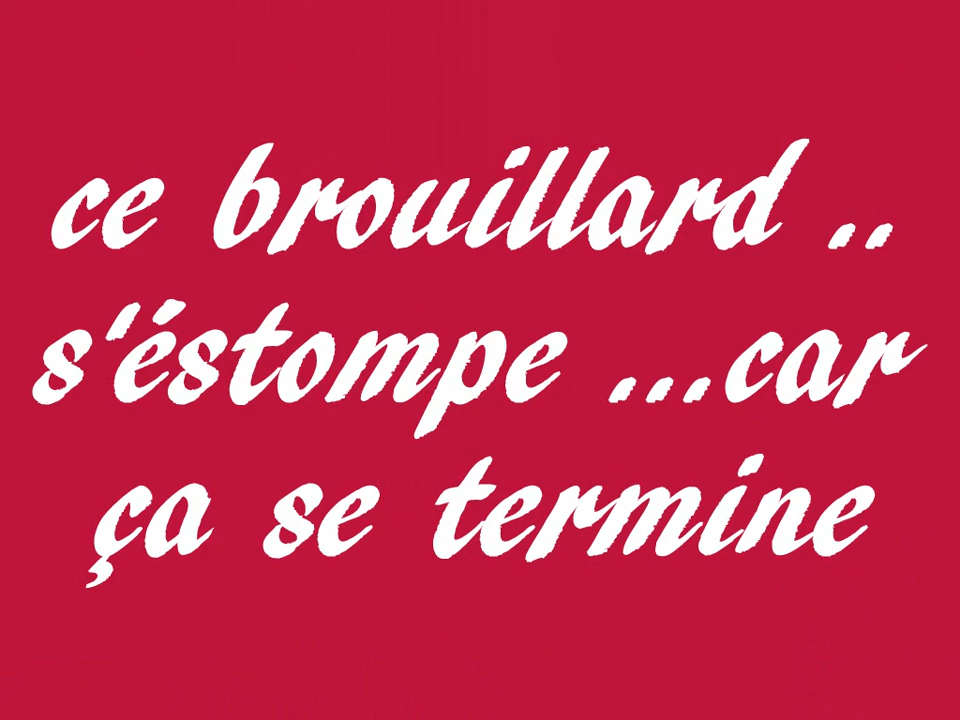 ce brouillard ..
s'éstompe ...car
ça se termine